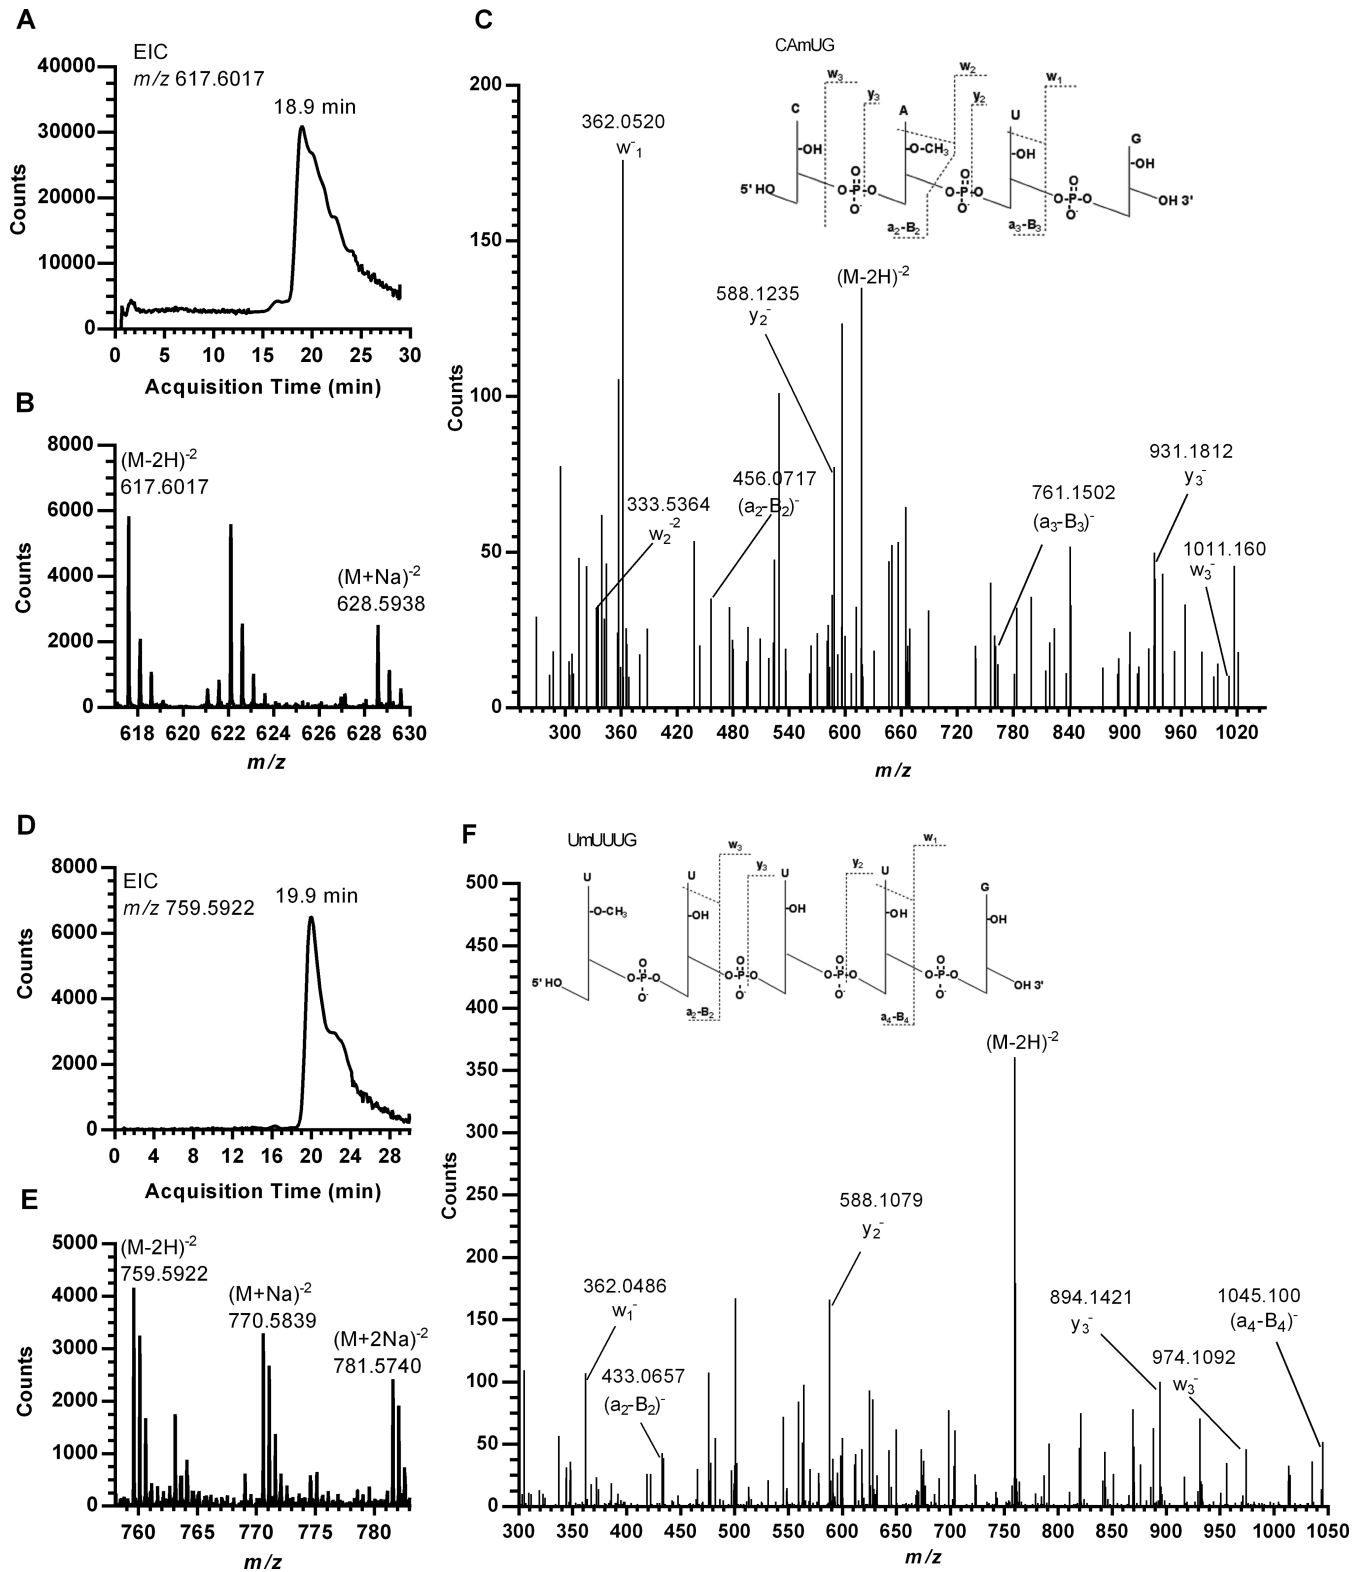 A
EIC
m/z 617.6017
18.9 min
40000
30000
20000
10000
0
Counts
0 5 10 15 20 25 30
Acquisition Time (min)
B
8000
6000
4000
2000
0
Counts
(M-2H)-2
617.6017
(M+Na)-2
628.5938
618 620 622 624 626 628 630
m/z
C
CAmUG
w3
w2
w1
y3
y2
C
A
U
G
-OH
-O-CH3
-OH
-OH
5' HO
O
O-P-O
O-
O
O-P-O
O-
O
O-P-O
O-
OH 3'
a2-B2
a3-B3
200
150
100
50
0
Counts
362.0520
w-1
(M-2H)-2
588.1235
y2-
333.5364
w2-2
456.0717
(a2-B2)-
761.1502
(a3-B3)-
931.1812
y3-
1011.160
w3-
300 360 420 480 540 600 660 720 780 840 900 960 1020
m/z
D
EIC
m/z 759.5922
19.9 min
8000
6000
4000
2000
0
Counts
0 4 8 12 16 20 24 28
Acquisition Time (min)
E
5000
4000
3000
2000
1000
0
Counts
(M-2H)-2
759.5922
(M+Na)-2
770.5839
(M+2Na)-2
781.5740
760 765 770 775 780
m/z
F
UmUUUG
w3
y3
y2
w1
U
U
U
U
G
-O-CH3
-OH
-OH
-OH
-OH
5' HO
O
O-P-O
O-
O
O-P-O
O-
O
O-P-O
O-
O
O-P-O
O-
OH 3'
a2-B2
a4-B4
500
450
400
350
300
250
200
150
100
50
0
Counts
(M-2H)-2
588.1079
y2-
362.0486
w1-
433.0657
(a2-B2)-
894.1421
y3-
974.1092
w3-
1045.100
(a4-B4)-
300 350 400 450 500 550 600 650 700 750 800 850 900 950 1000 1050
m/z